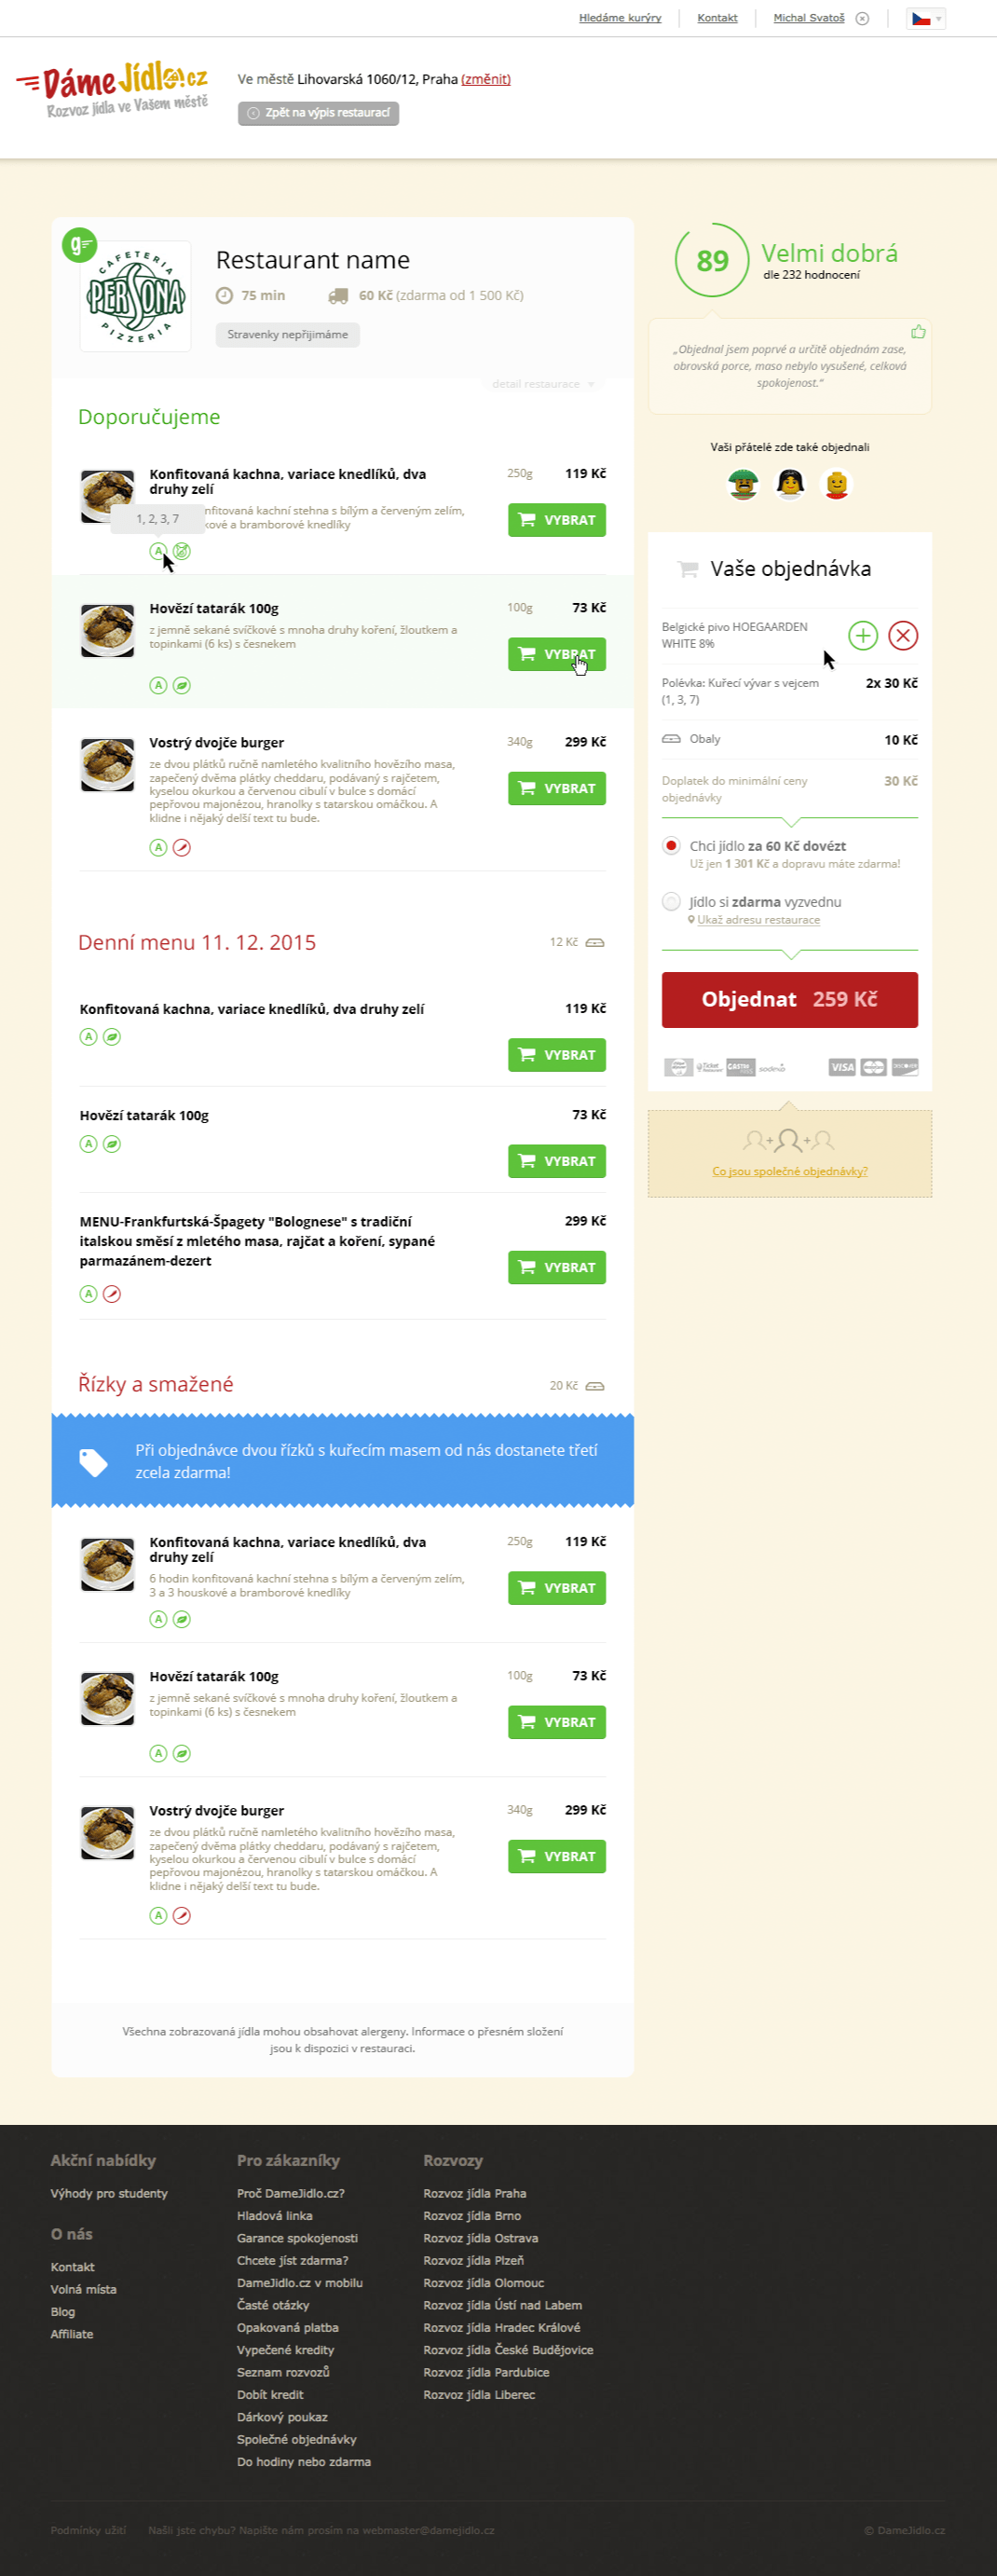 Hledáme kurýry
Kontakt
Michal Svatoš
DámeJídlo.cz
Rozvoz jídla ve Vašem městě
Ve městě Lihovarská 1060/12, Praha (změnit)
Zpět na výpis restaurací
g
CAFETERIA
PERSONA
PIZZERIA
Restaurant name
75 min
60 Kč (zdarma od 1 500 Kč)
Stravenky nepřijimáme
detail restaurace
Doporučujeme
Konfitovaná kachna, variace knedlíků, dva
druhy zelí
250g
119 Kč
nfitovaná kachní stehna s bílým a červeným zelím,
kové a bramborové knedlíky
1, 2, 3, 7
VYBRAT
A
Hovězí tatarák 100g
100g
73 Kč
z jemně sekané svíčkové s mnoha druhy koření, žloutkem a
topinkami (6 ks) s česnekem
VYBRAT
A
Vostrý dvojče burger
340g
299 Kč
ze dvou plátků ručně namletého kvalitního hovězího masa,
zapečený dvěma plátky cheddaru, podávaný s rajčetem,
kyselou okurkou a červenou cibulí v bulce s domácí
pepřovou majonézou, hranolky s tatarskou omáčkou. A
klidne i nějaký delší text tu bude.
VYBRAT
A
Denní menu 11. 12. 2015
12 Kč
Konfitovaná kachna, variace knedlíků, dva druhy zelí
119 Kč
A
VYBRAT
Hovězí tatarák 100g
73 Kč
A
VYBRAT
MENU-Frankfurtská-Špagety "Bolognese" s tradiční
italskou směsí z mletého masa, rajčat a koření, sypané
parmazánem-dezert
299 Kč
VYBRAT
A
Řízky a smažené
20 Kč
Při objednávce dvou řízků s kuřecím masem od nás dostanete třetí
zcela zdarma!
Konfitovaná kachna, variace knedlíků, dva
druhy zelí
250g
119 Kč
6 hodin konfitovaná kachní stehna s bílým a červeným zelím,
3 a 3 houskové a bramborové knedlíky
VYBRAT
A
Hovězí tatarák 100g
100g
73 Kč
z jemně sekané svíčkové s mnoha druhy koření, žloutkem a
topinkami (6 ks) s česnekem
VYBRAT
A
Vostrý dvojče burger
340g
299 Kč
ze dvou plátků ručně namletého kvalitního hovězího masa,
zapečený dvěma plátky cheddaru, podávaný s rajčetem,
kyselou okurkou a červenou cibulí v bulce s domácí
pepřovou majonézou, hranolky s tatarskou omáčkou. A
klidne i nějaký delší text tu bude.
VYBRAT
A
Všechna zobrazovaná jídla mohou obsahovat alergeny. Informace o přesném složení
jsou k dispozici v restauraci.
89
Velmi dobrá
dle 232 hodnocení
„Objednal jsem poprvé a určitě objednám zase,
obrovská porce, maso nebylo vysušené, celková
spokojenost.“
Vaši přátelé zde také objednali
Vaše objednávka
Belgické pivo HOEGAARDEN
WHITE 8%
Polévka: Kuřecí vývar s vejcem
(1, 3, 7)
2x 30 Kč
Obaly
10 Kč
Doplatek do minimální ceny
objednávky
30 Kč
Chci jídlo za 60 Kč dovézt
Už jen 1 301 Kč a dopravu máte zdarma!
Jídlo si zdarma vyzvednu
Ukaž adresu restaurace
Objednat 259 Kč
Ticket
Restaurant
GASTRO
sodexo
VISA
DISCOVER
Co jsou společné objednávky?
Akční nabídky
Výhody pro studenty
O nás
Kontakt
Volná místa
Blog
Affiliate
Pro zákazníky
Proč DameJidlo.cz?
Hladová linka
Garance spokojenosti
Chcete jíst zdarma?
DameJidlo.cz v mobilu
Časté otázky
Opakovaná platba
Vypečené kredity
Seznam rozvozů
Dobít kredit
Dárkový poukaz
Společné objednávky
Do hodiny nebo zdarma
Rozvozy
Rozvoz jídla Praha
Rozvoz jídla Brno
Rozvoz jídla Ostrava
Rozvoz jídla Plzeň
Rozvoz jídla Olomouc
Rozvoz jídla Ústí nad Labem
Rozvoz jídla Hradec Králové
Rozvoz jídla České Budějovice
Rozvoz jídla Pardubice
Rozvoz jídla Liberec
Podmínky užití
Našli jste chybu? Napište nám prosím na webmaster@damejidlo.cz
© DameJidlo.cz